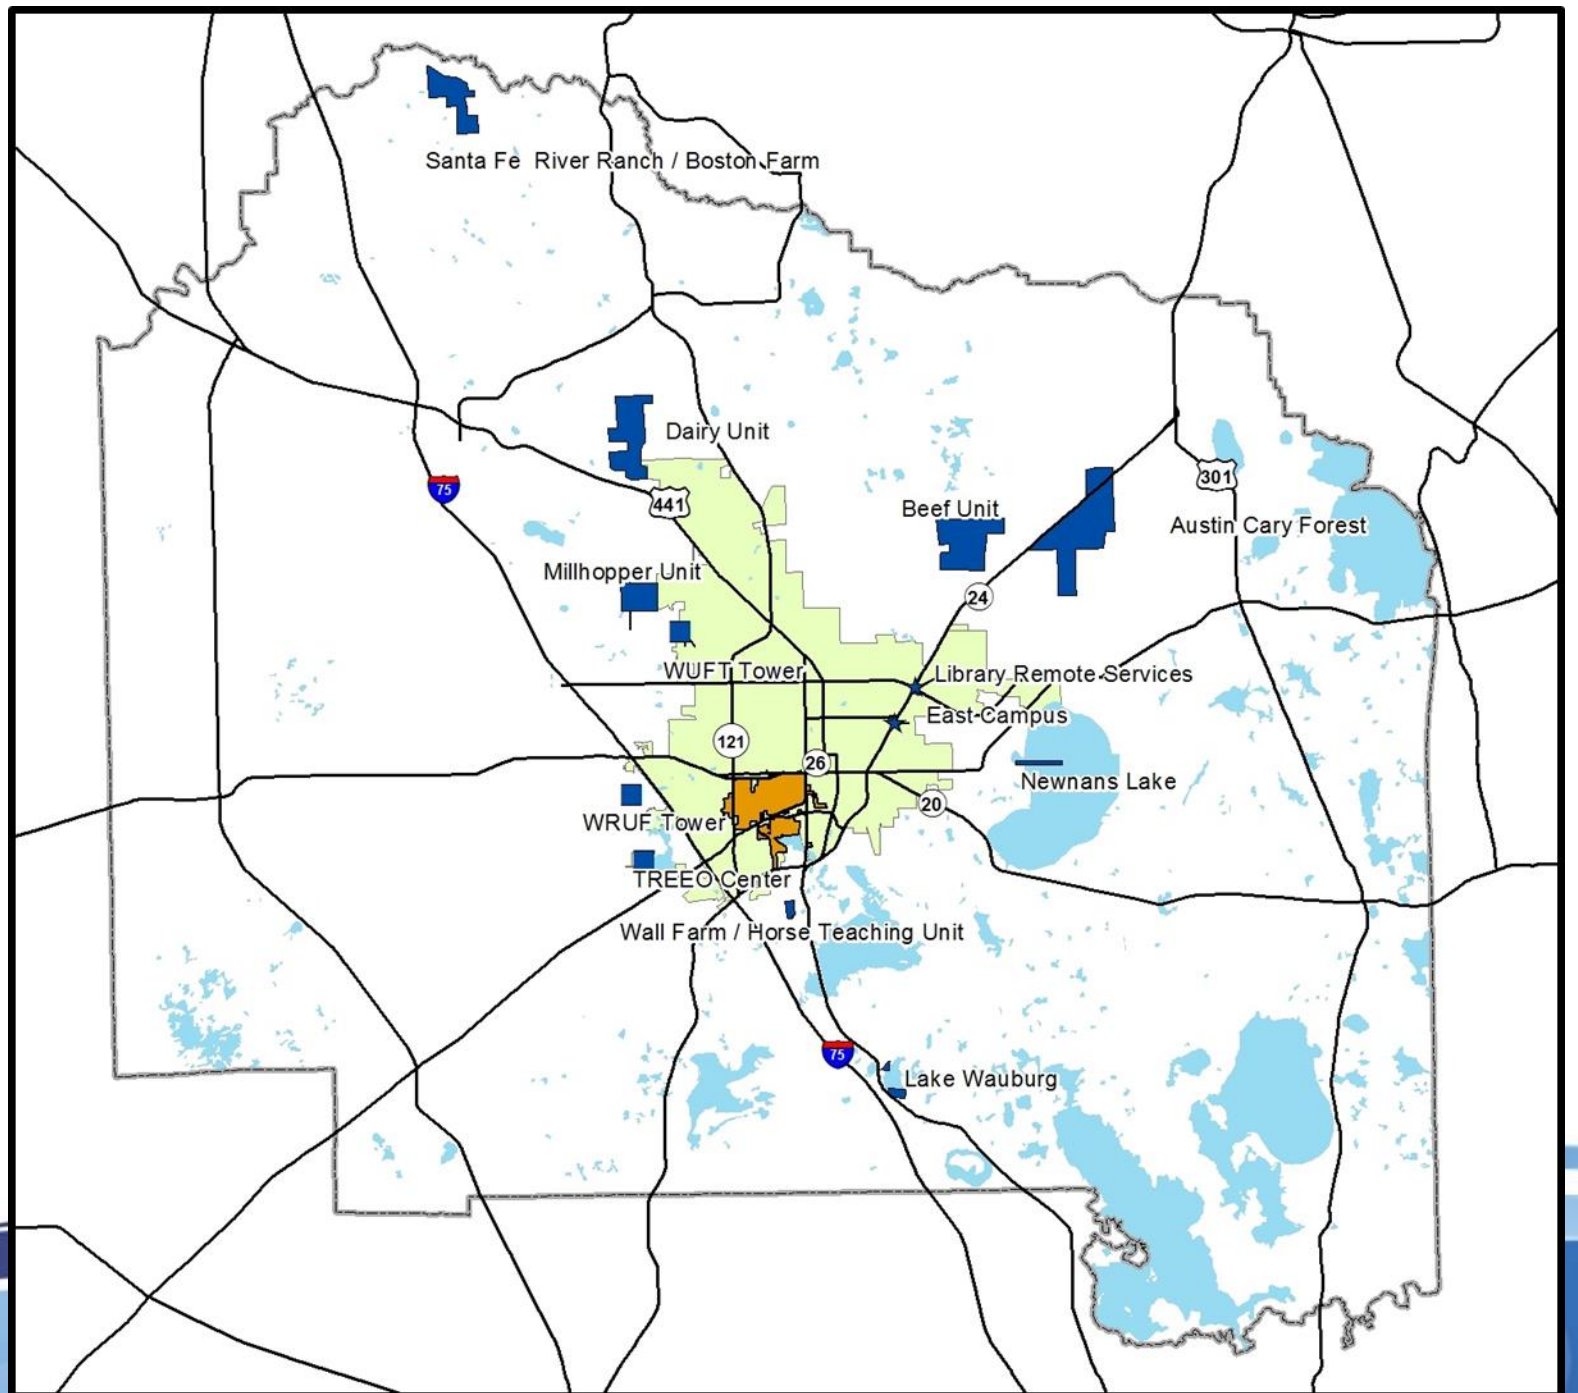 Santa Fe River Ranch / Boston Farm
Dairy Unit
75
441
301
Beef Unit
Austin Cary Forest
Millhopper Unit
24
WUFT Tower
Library Remote Services
East Campus
121
26
Newnans Lake
20
WRUF Tower
TREEO Center
Wall Farm / Horse Teaching Unit
75
Lake Wauburg